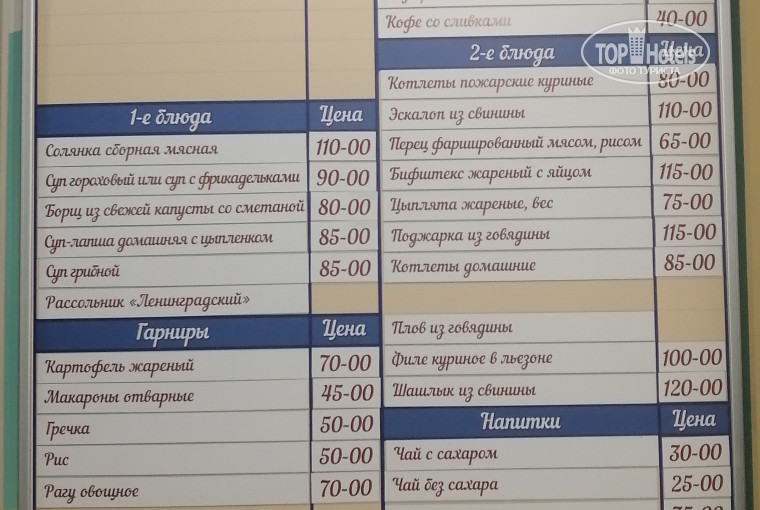 1-е блюда Цена
Солянка сборная мясная 110-00
Суп гороховый или суп с фрикадельками 90-00
Борщ из свежей капусты со сметаной 80-00
Суп-лапша домашняя с цыпленком 85-00
Суп грибной 85-00
Рассольник «Ленинградский»
Гарниры Цена
Картофель жареный 70-00
Макароны отварные 45-00
Гречка 50-00
Рис 50-00
Рагу овощное 70-00
Кофе со сливками 40-00
2-е блюда Цена
Котлеты пожарские куриные 80-00
Эскалоп из свинины 110-00
Перец фаршированный мясом, рисом 65-00
Бифштекс жареный с яйцом 115-00
Цыплята жареные, вес 75-00
Поджарка из говядины 115-00
Котлеты домашние 85-00
Плов из говядины
Филе куриное в льезоне 100-00
Шашлык из свинины 120-00
Напитки Цена
Чай с сахаром 30-00
Чай без сахара 25-00
TOP Hotels
ФОТО ТУРИСТА